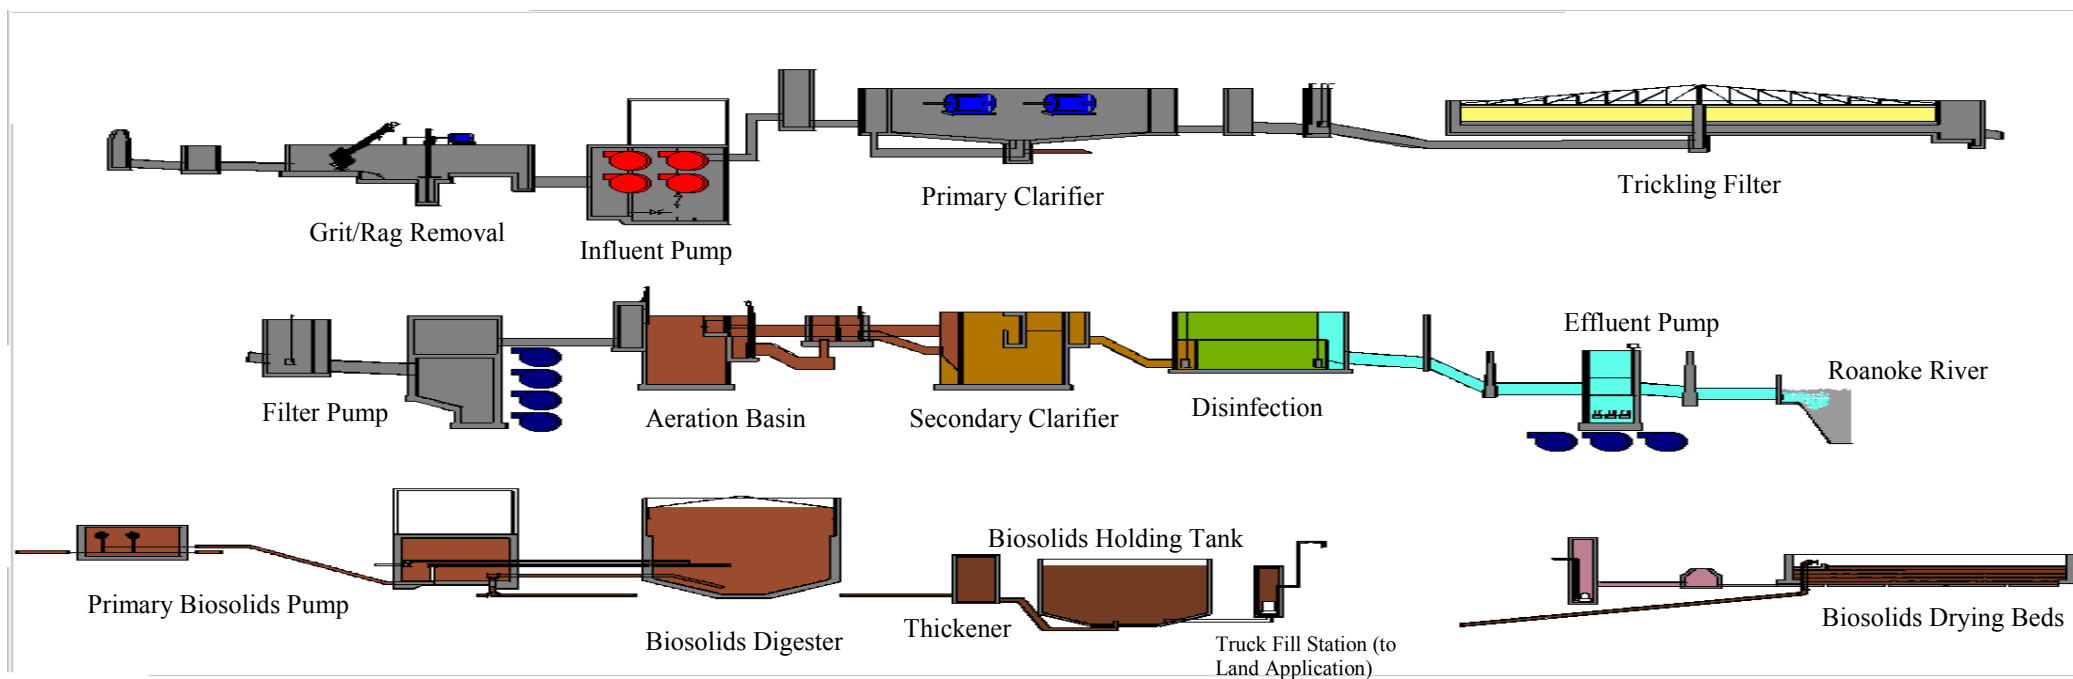 Primary Clarifier
Trickling Filter
Grit/Rag Removal
Influent Pump
Effluent Pump
Roanoke River
Filter Pump
Aeration Basin
Secondary Clarifier
Disinfection
Biosolids Holding Tank
Primary Biosolids Pump
Biosolids Digester
Thickener
Truck Fill Station (to
Land Application)
Biosolids Drying Beds